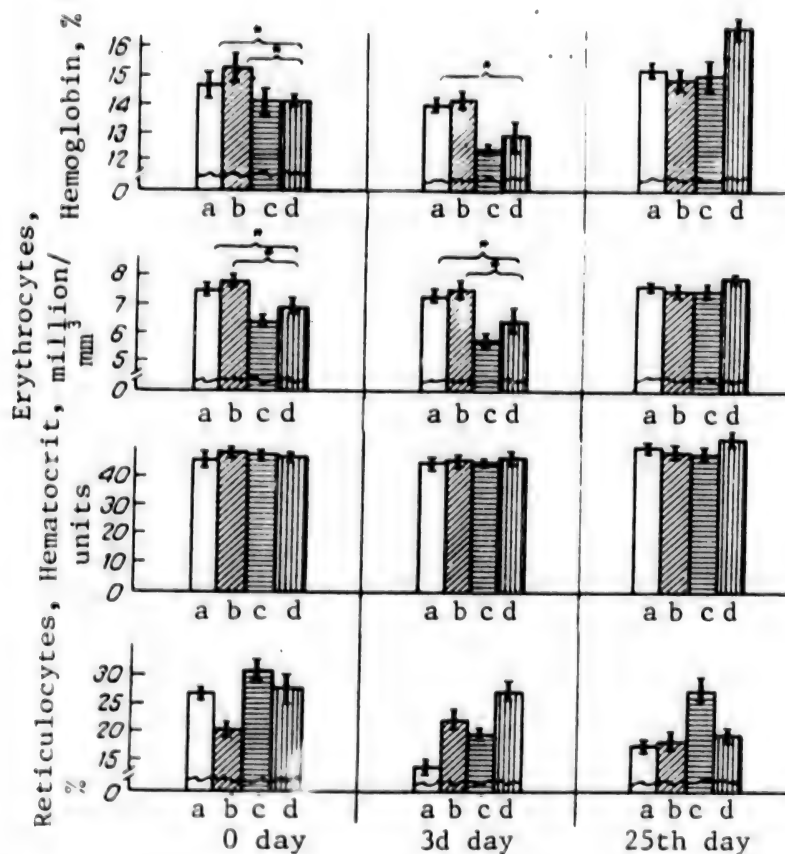 Hemoglobin, %
16
15
14
13
12
0
* *
*
a b c d
a b c d
a b c d
Erythrocytes, million/mm³
8
7
6
5
0
* *
* *
a b c d
a b c d
a b c d
Hematocrit, units
40
30
20
10
0
a b c d
a b c d
a b c d
Reticulocytes, %
30
20
15
0
a b c d
a b c d
a b c d
0 day
3d day
25th day